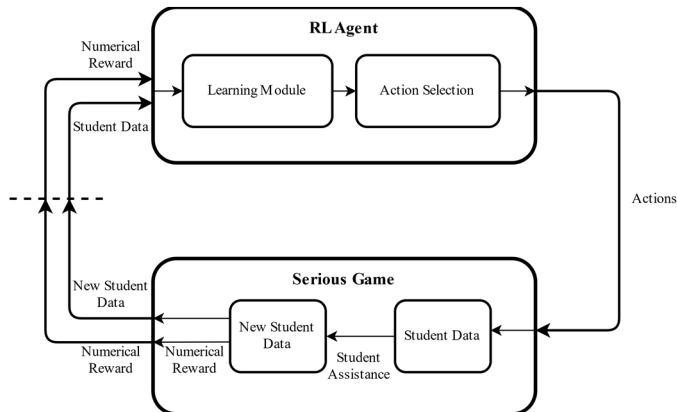 RL Agent
Numerical
Reward
Learning Module
Action Selection
Student Data
Actions
Serious Game
New Student
Data
New Student
Data
Student Data
Numerical
Reward
Numerical
Reward
Student
Assistance